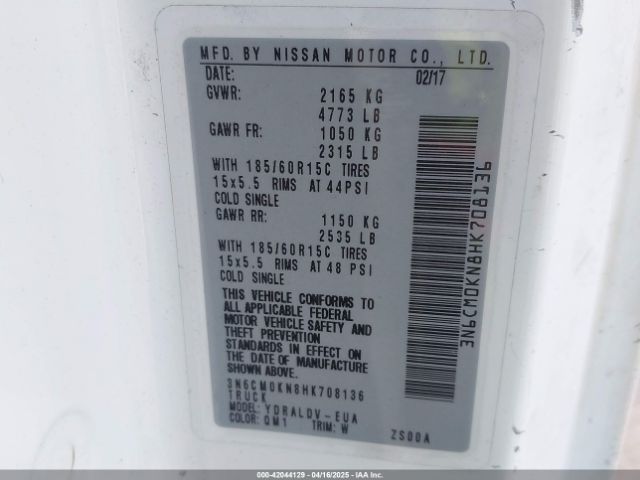 MFD. BY NISSAN MOTOR CO., LTD.
DATE: 02/17
GVWR: 2165 KG
4773 LB
GAWR FR: 1050 KG
2315 LB
WITH 185/60R15C TIRES
15x5.5 RIMS AT 44PSI
COLD SINGLE
GAWR RR: 1150 KG
2535 LB
WITH 185/60R15C TIRES
15x5.5 RIMS AT 48 PSI
COLD SINGLE
THIS VEHICLE CONFORMS TO
ALL APPLICABLE FEDERAL
MOTOR VEHICLE SAFETY AND
THEFT PREVENTION
STANDARDS IN EFFECT ON
THE DATE OF MANUFACTURE
SHOWN ABOVE.
3N6CM0KN8HK708136
TRUCK
MODEL: YDRALDV-EUA
COLOR: QM1 TRIM: W ZS00A
3N6CM0KN8HK708136
000-42044129 - 04/16/2025 - IAAI.COM